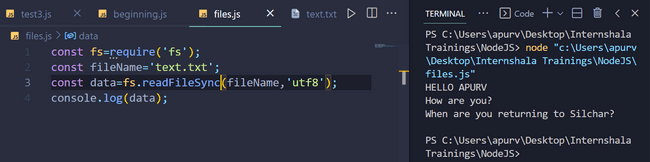 test3.js
beginning.js
files.js
text.txt
files.js > data
1 const fs=require('fs');
2 const fileName='text.txt';
3 const data=fs.readFileSync(fileName,'utf8');
4 console.log(data);
TERMINAL
Code
PS C:\Users\apurv\Desktop\Internshala
Trainings\NodeJS> node "c:\Users\apurv
\Desktop\Internshala Trainings\NodeJS\
files.js"
HELLO APURV
How are you?
When are you returning to Silchar?
PS C:\Users\apurv\Desktop\Internshala
Trainings\NodeJS>